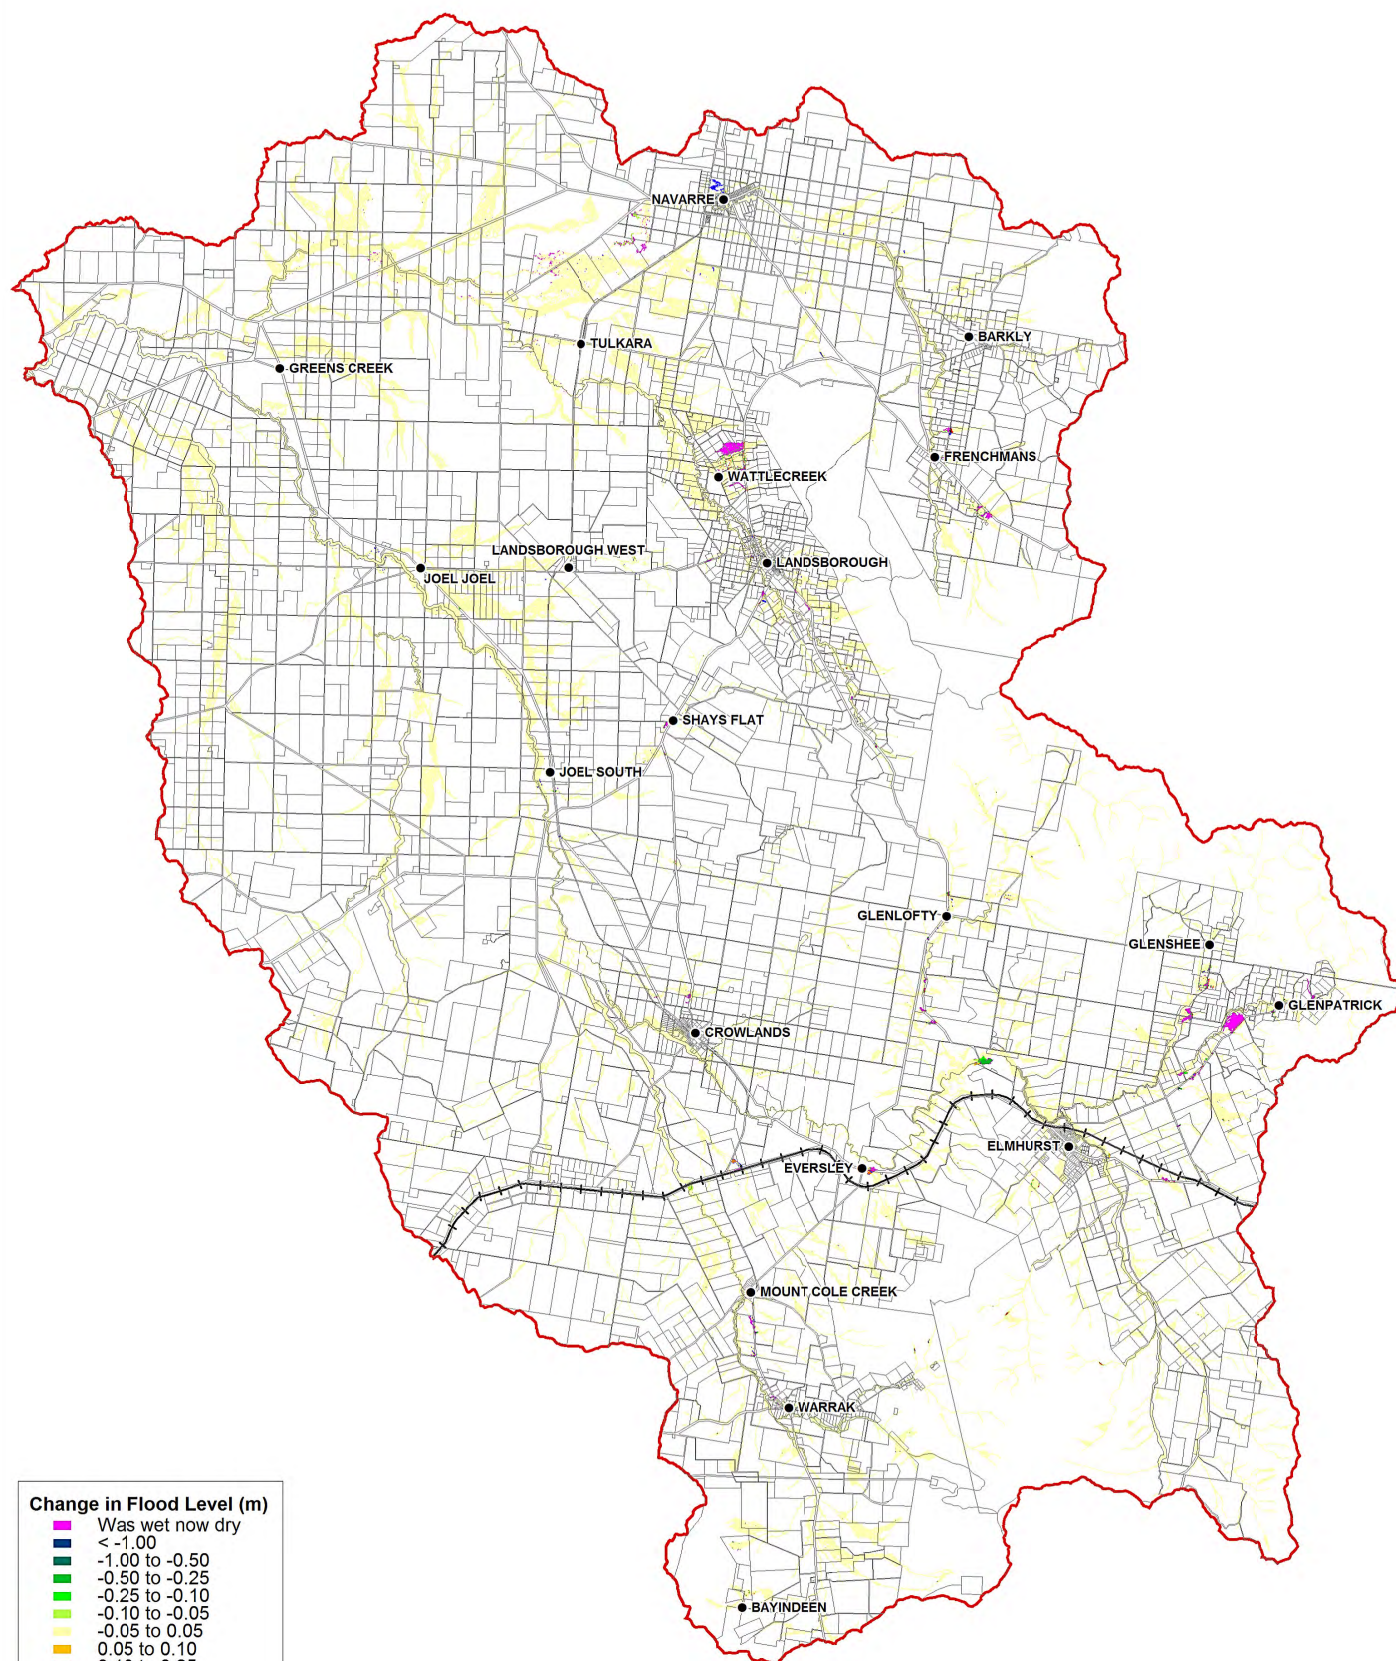 NAVARRE
BARKLY
TULKARA
GREENS CREEK
FRENCHMANS
WATTLECREEK
LANDSBOROUGH WEST
LANDSBOROUGH
JOEL JOEL
SHAYS FLAT
JOEL SOUTH
GLENLOFTY
GLENSHEE
GLENPATRICK
CROWLANDS
ELMHURST
EVERSLEY
MOUNT COLE CREEK
WARRAK
BAYINDEEN
Change in Flood Level (m)
Was wet now dry
< -1.00
-1.00 to -0.50
-0.50 to -0.25
-0.25 to -0.10
-0.10 to -0.05
-0.05 to 0.05
0.05 to 0.10